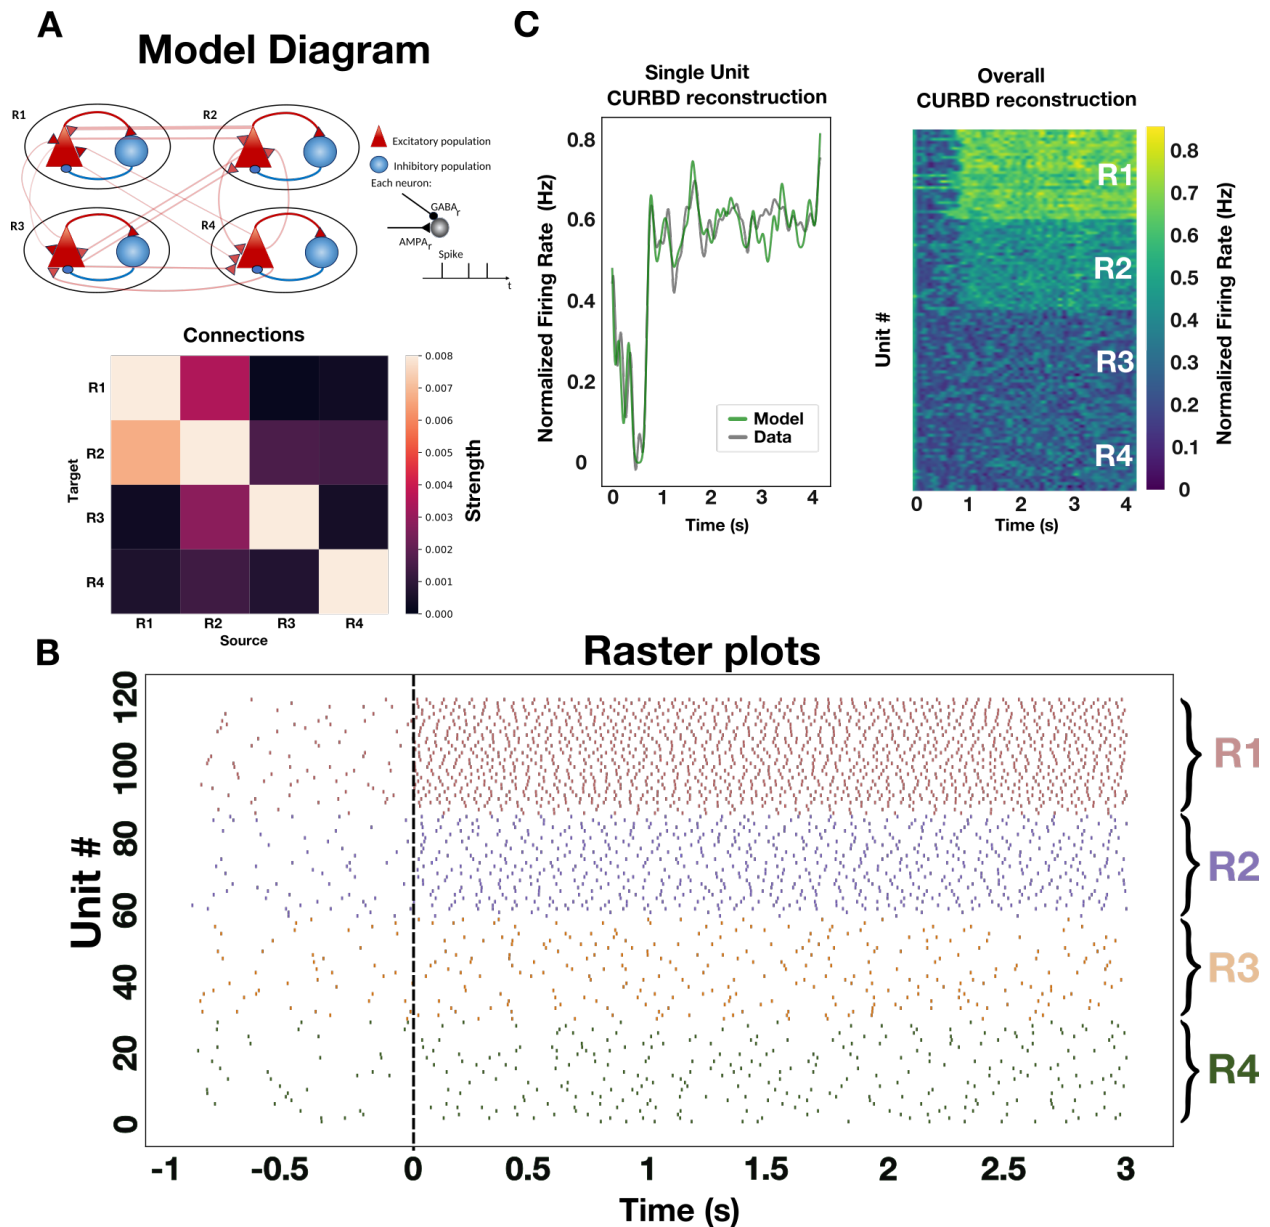 A
Model Diagram
R1
R2
R3
R4
Excitatory population
Inhibitory population
Each neuron:
GABAr
AMPAr
Spike
t
Connections
R1
R2
R3
R4
Target
R1
R2
R3
R4
Source
0.008
0.007
0.006
0.005
0.004
0.003
0.002
0.001
0.000
Strength
C
Single Unit
CURBD reconstruction
Normalized Firing Rate (Hz)
0.8
0.6
0.4
0.2
0
Model
Data
0 1 2 3 4
Time (s)
Overall
CURBD reconstruction
Unit #
R1
R2
R3
R4
0 1 2 3 4
Time (s)
0.8
0.7
0.6
0.5
0.4
0.3
0.2
0.1
0
Normalized Firing Rate (Hz)
B
Raster plots
Unit #
120
100
80
60
40
20
0
R1
R2
R3
R4
-1 -0.5 0 0.5 1 1.5 2 2.5 3
Time (s)